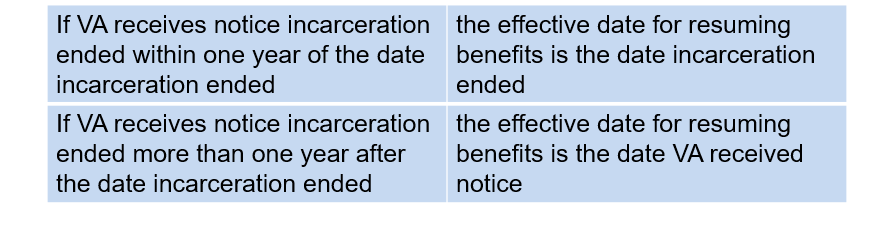 If VA receives notice incarceration
ended within one year of the date
incarceration ended
the effective date for resuming
benefits is the date incarceration
ended
If VA receives notice incarceration
ended more than one year after
the date incarceration ended
the effective date for resuming
benefits is the date VA received
notice